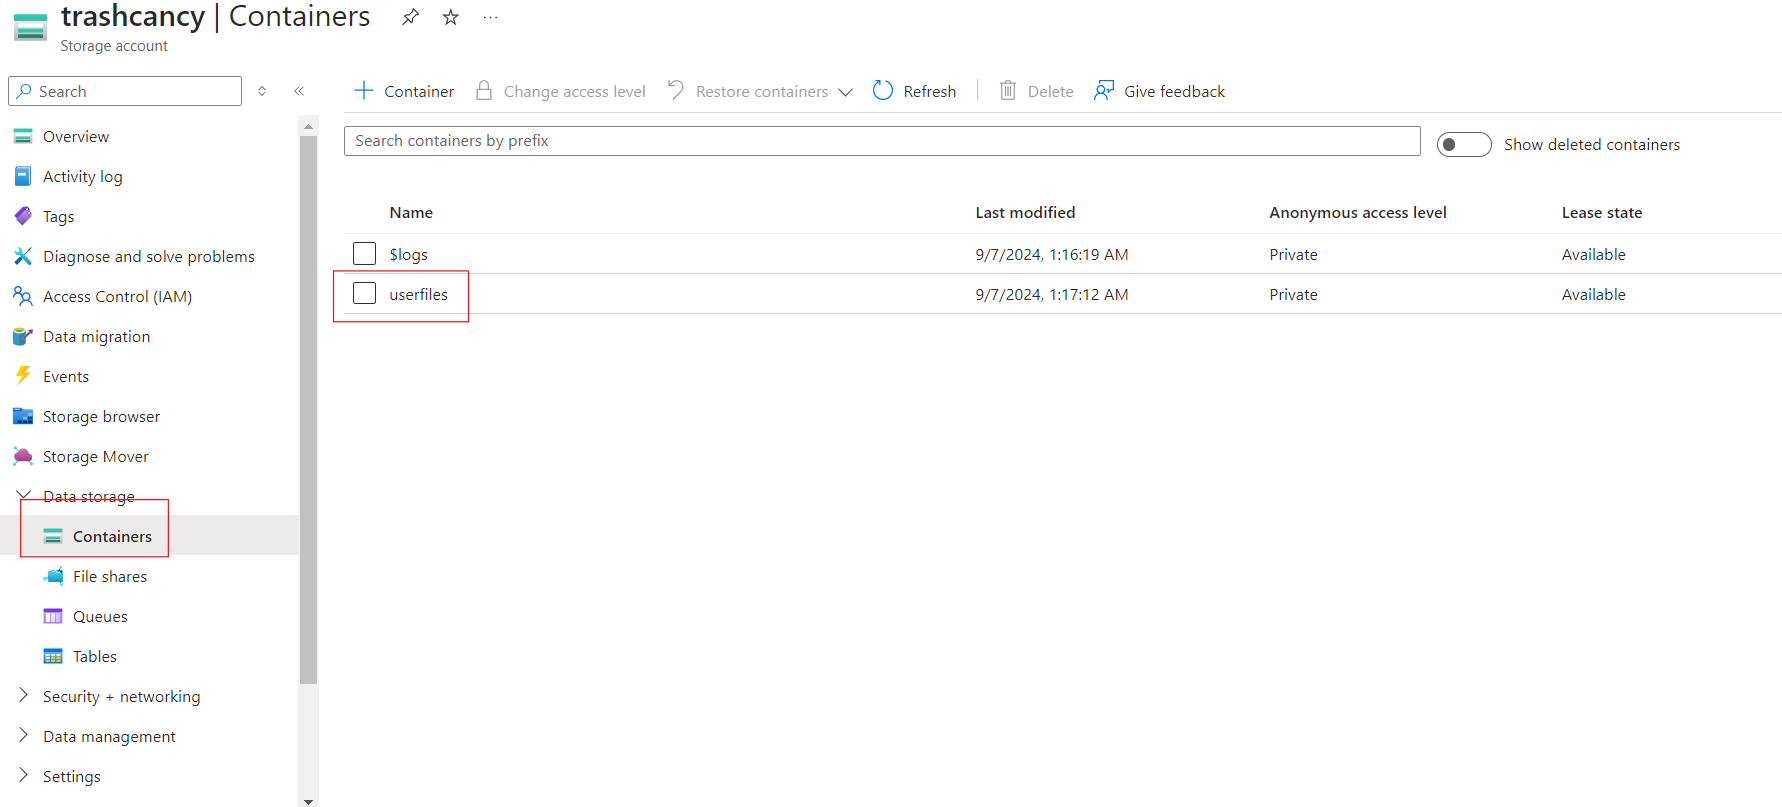 trashcancy | Containers ...
Storage account
Search
Overview
Activity log
Tags
Diagnose and solve problems
Access Control (IAM)
Data migration
Events
Storage browser
Storage Mover
Data storage
Containers
File shares
Queues
Tables
Security + networking
Data management
Settings
Container Change access level Restore containers Refresh Delete Give feedback
Search containers by prefix
Show deleted containers
Name Last modified Anonymous access level Lease state
$logs 9/7/2024, 1:16:19 AM Private Available
userfiles 9/7/2024, 1:17:12 AM Private Available